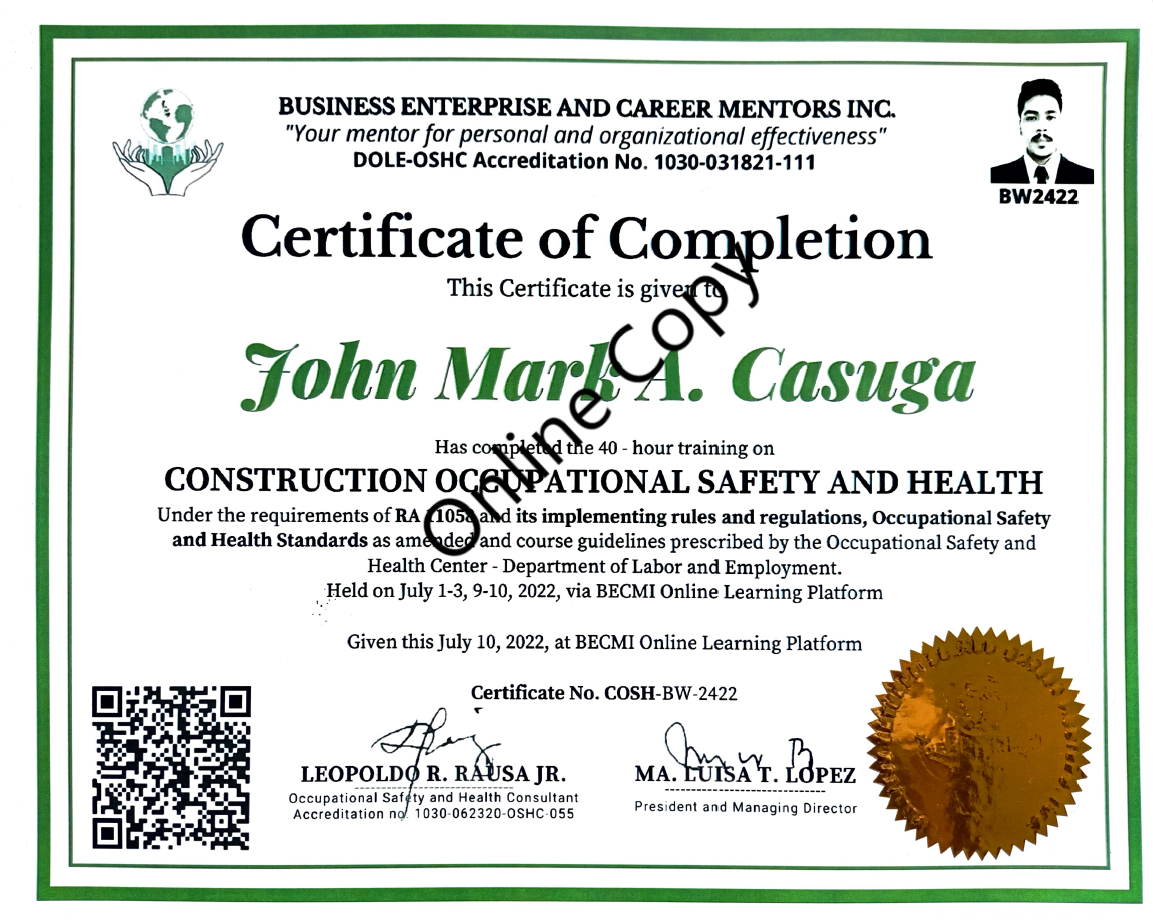 BUSINESS ENTERPRISE AND CAREER MENTORS INC.
"Your mentor for personal and organizational effectiveness"
DOLE-OSHC Accreditation No. 1030-031821-111
BW2422
Certificate of Completion
This Certificate is given to
John Mark A. Casuga
Has completed the 40 - hour training on
CONSTRUCTION OCCUPATIONAL SAFETY AND HEALTH
Under the requirements of RA 11058 and its implementing rules and regulations, Occupational Safety
and Health Standards as amended and course guidelines prescribed by the Occupational Safety and
Health Center - Department of Labor and Employment.
Held on July 1-3, 9-10, 2022, via BECMI Online Learning Platform
Given this July 10, 2022, at BECMI Online Learning Platform
Certificate No. COSH-BW-2422
LEOPOLDO R. RAUSA JR.
Occupational Safety and Health Consultant
Accreditation no. 1030-062320-OSHC-055
MA. LUISA T. LOPEZ
President and Managing Director
Online Copy